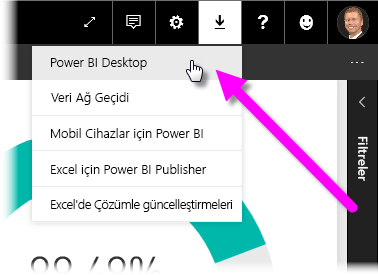 Power BI Desktop
Veri Ağ Geçidi
Mobil Cihazlar için Power BI
Excel için Power BI Publisher
Excel'de Çözümle güncelleştirmeleri
Filtreler